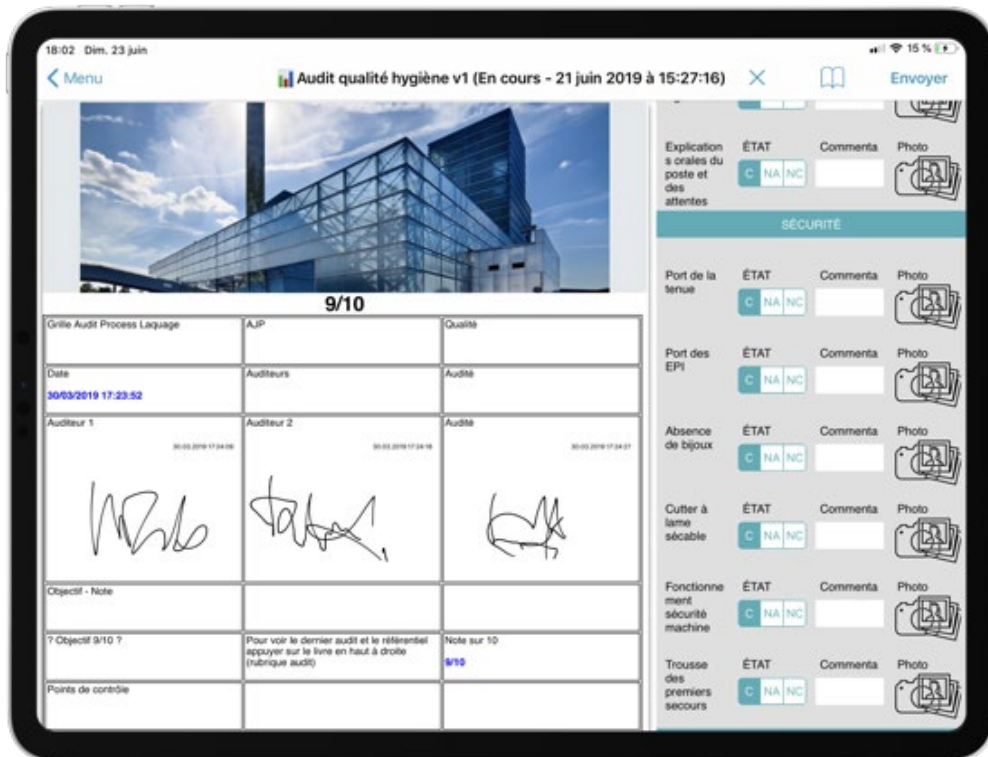 18:02 Dim. 23 juin
15 %
Menu
Audit qualité hygiène v1 (En cours - 21 juin 2019 à 15:27:16)
Envoyer
9/10
Grille Audit Process Laquage
AJP
Qualité
Date
30/03/2019 17:23:52
Auditeurs
Audité
Auditeur 1
Auditeur 2
Audité
Objectif - Note
? Objectif 9/10 ?
Pour voir le dernier audit et le référentiel
appuyer sur le livre en haut à droite
(rubrique audit)
Note sur 10
9/10
Points de contrôle
Explication
s orales du
poste et
des
attentes
ÉTAT
C NA NC
Commenta
Photo
SÉCURITÉ
Port de la
tenue
ÉTAT
C NA NC
Commenta
Photo
Port des
EPI
ÉTAT
C NA NC
Commenta
Photo
Absence
de bijoux
ÉTAT
C NA NC
Commenta
Photo
Cutter à
lame
sécable
ÉTAT
C NA NC
Commenta
Photo
Fonctionne
ment
sécurité
machine
ÉTAT
C NA NC
Commenta
Photo
Trousse
des
premiers
secours
ÉTAT
C NA NC
Commenta
Photo